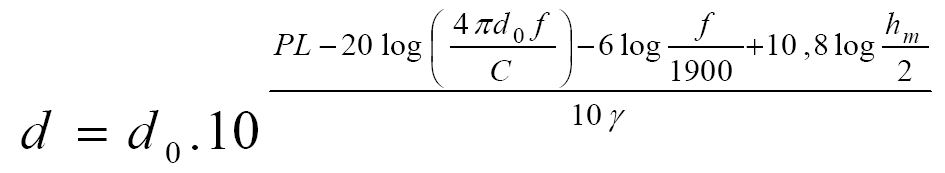 d = d₀.10^((PL − 20 log(4πd₀f / C) − 6 log(f / 1900) + 10,8 log(hₘ / 2)) / (10γ))